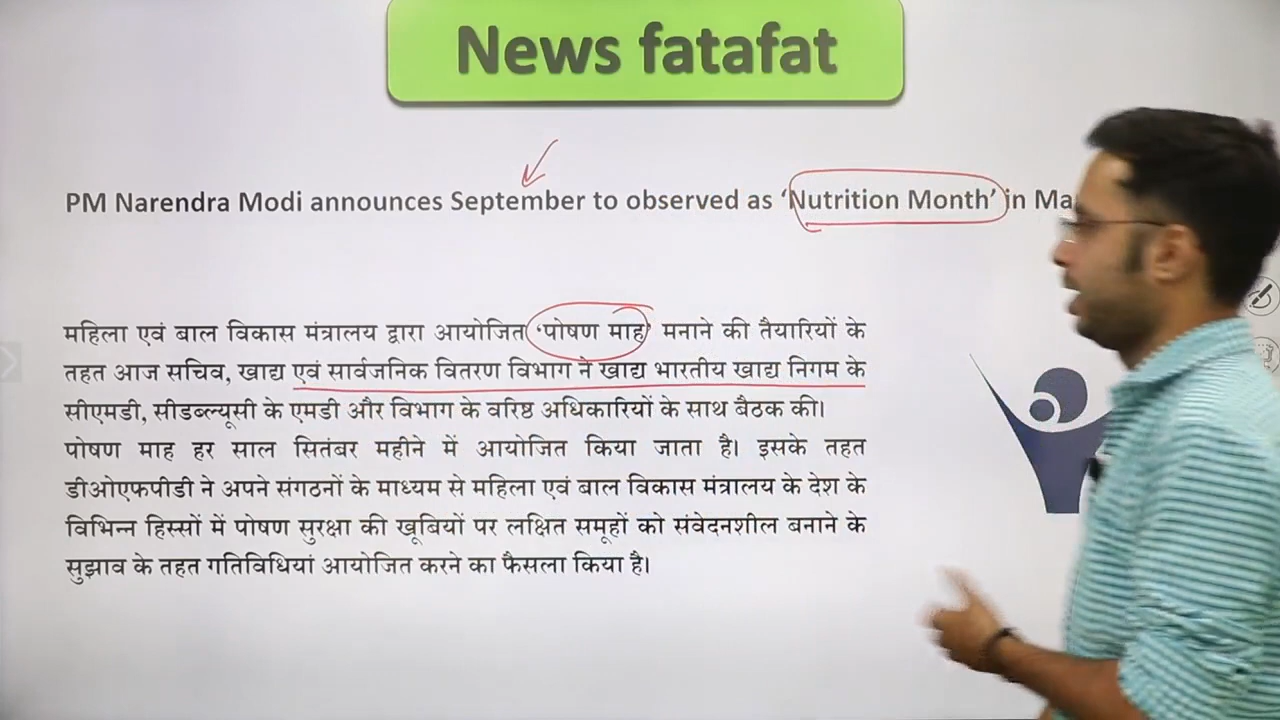 News fatafat
PM Narendra Modi announces September to observed as ‘Nutrition Month’ in
महिला एवं बाल विकास मंत्रालय द्वारा आयोजित ‘पोषण माह’ मनाने की तैयारियों के
तहत आज सचिव, खाद्य एवं सार्वजनिक वितरण विभाग ने खाद्य भारतीय खाद्य निगम के
सीएमडी, सीडब्ल्यूसी के एमडी और विभाग के वरिष्ठ अधिकारियों के साथ बैठक की।
पोषण माह हर साल सितंबर महीने में आयोजित किया जाता है। इसके तहत
डीओएफपीडी ने अपने संगठनों के माध्यम से महिला एवं बाल विकास मंत्रालय के देश के
विभिन्न हिस्सों में पोषण सुरक्षा की खूबियों पर लक्षित समूहों को संवेदनशील बनाने के
सुझाव के तहत गतिविधियां आयोजित करने का फैसला किया है।